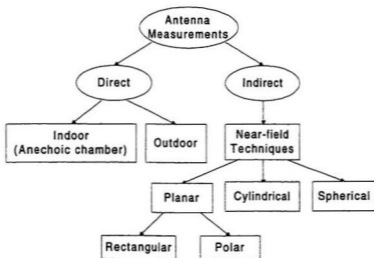 Antenna
Measurements
Direct
Indirect
Indoor
(Anechoic chamber)
Outdoor
Near-field
Techniques
Planar
Cylindrical
Spherical
Rectangular
Polar